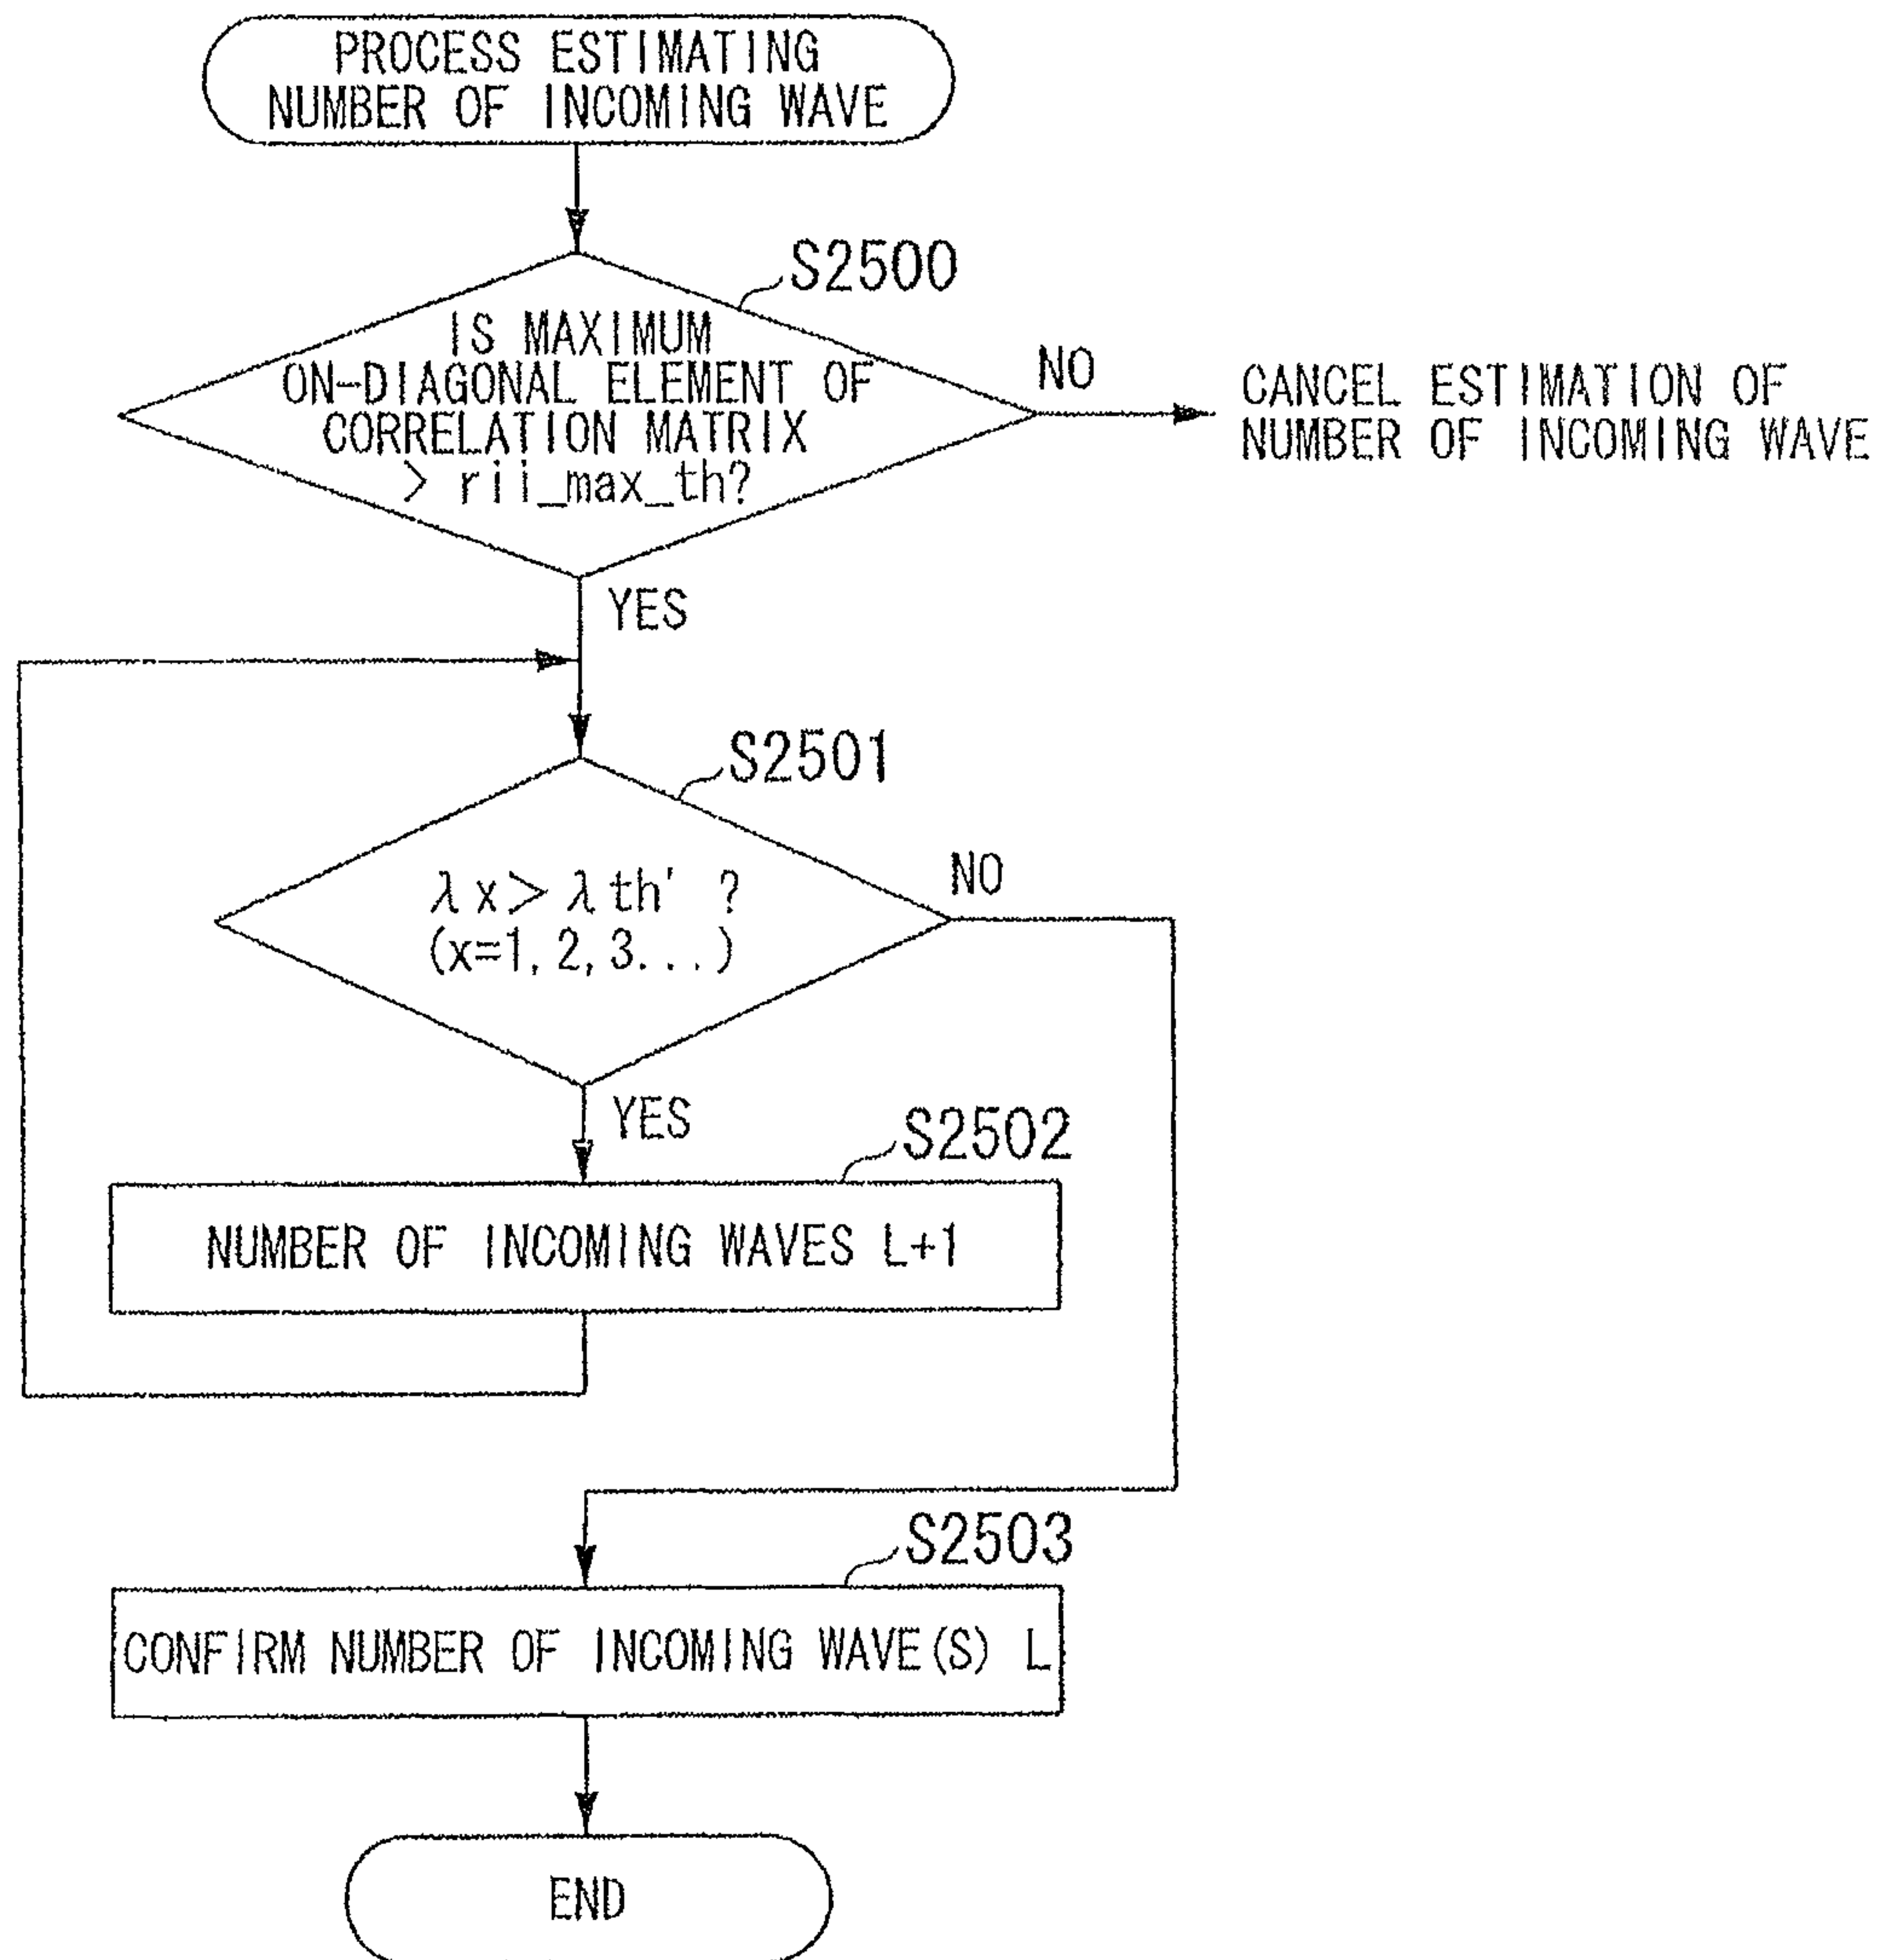 PROCESS ESTIMATING
NUMBER OF INCOMING WAVE
S2500
IS MAXIMUM
ON-DIAGONAL ELEMENT OF
CORRELATION MATRIX
> rii_max_th?
NO
CANCEL ESTIMATION OF
NUMBER OF INCOMING WAVE
YES
S2501
λx > λth' ?
(x=1, 2, 3...)
NO
YES
S2502
NUMBER OF INCOMING WAVES L+1
S2503
CONFIRM NUMBER OF INCOMING WAVE(S) L
END